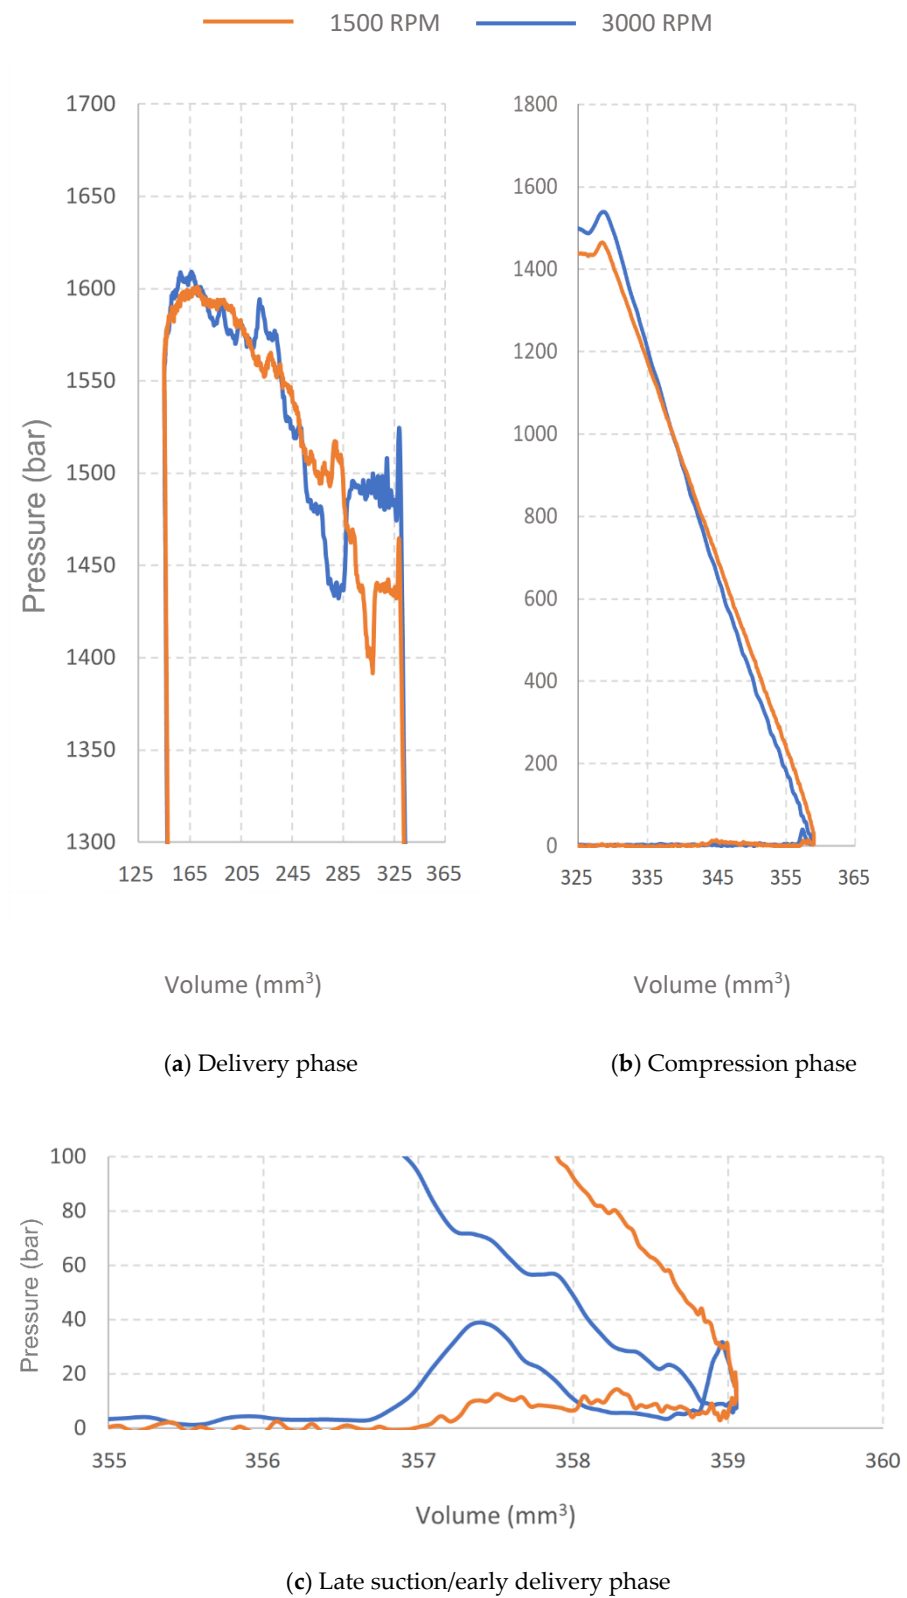 1500 RPM 3000 RPM
1700
1650
1600
1550
1500
1450
1400
1350
1300
Pressure (bar)
125 165 205 245 285 325 365
Volume (mm³)
(a) Delivery phase
1800
1600
1400
1200
1000
800
600
400
200
0
325 335 345 355 365
Volume (mm³)
(b) Compression phase
100
80
60
40
20
0
Pressure (bar)
355 356 357 358 359 360
Volume (mm³)
(c) Late suction/early delivery phase